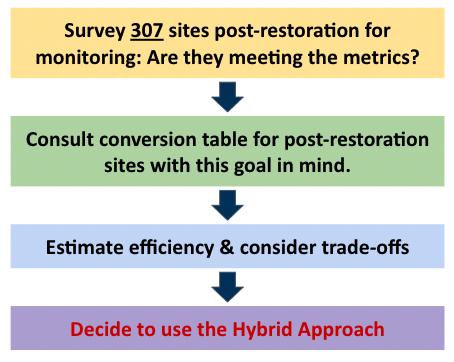 Survey 307 sites post-restoration for
monitoring: Are they meeting the metrics?
Consult conversion table for post-restoration
sites with this goal in mind.
Estimate efficiency & consider trade-offs
Decide to use the Hybrid Approach